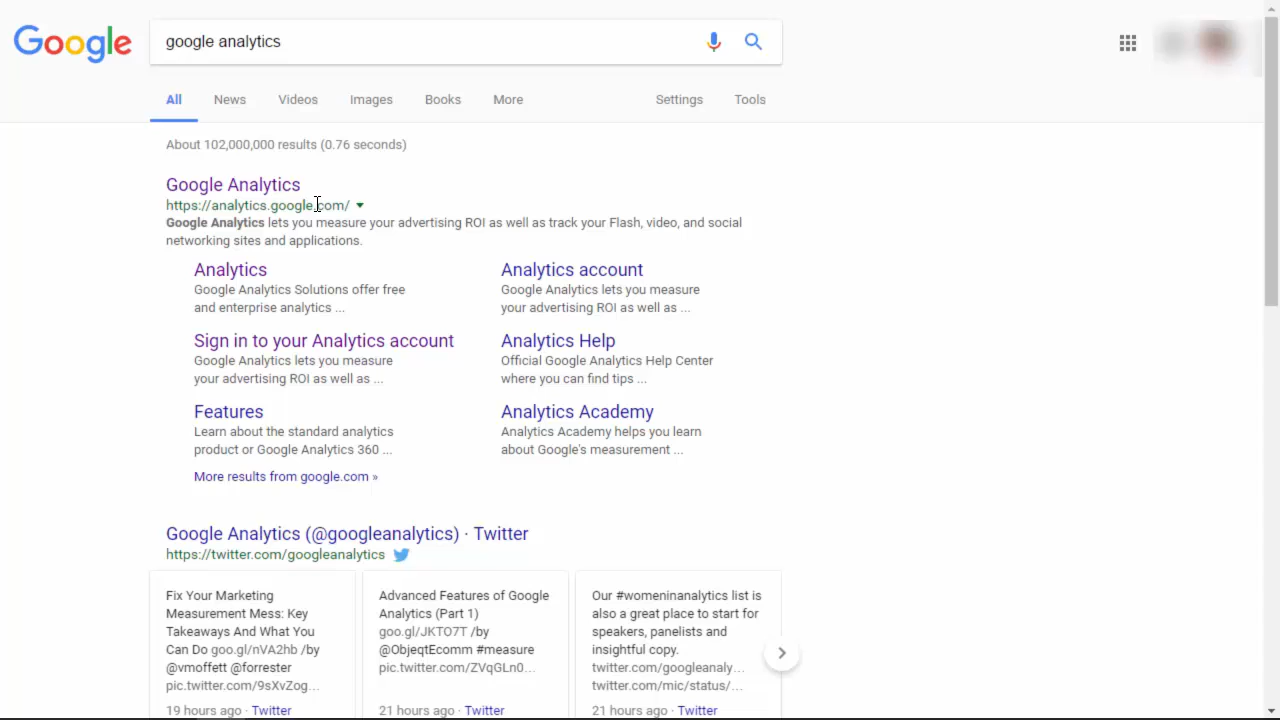 Google
google analytics
All News Videos Images Books More Settings Tools
About 102,000,000 results (0.76 seconds)
Google Analytics
https://analytics.google.com/
Google Analytics lets you measure your advertising ROI as well as track your Flash, video, and social
networking sites and applications.
Analytics
Google Analytics Solutions offer free
and enterprise analytics ...
Analytics account
Google Analytics lets you measure
your advertising ROI as well as ...
Sign in to your Analytics account
Google Analytics lets you measure
your advertising ROI as well as ...
Analytics Help
Official Google Analytics Help Center
where you can find tips ...
Features
Learn about the standard analytics
product or Google Analytics 360 ...
Analytics Academy
Analytics Academy helps you learn
about Google's measurement ...
More results from google.com »
Google Analytics (@googleanalytics) · Twitter
https://twitter.com/googleanalytics
Fix Your Marketing
Measurement Mess: Key
Takeaways And What You
Can Do goo.gl/nVA2hb /by
@vmoffett @forrester
pic.twitter.com/9sXvZog...
19 hours ago · Twitter
Advanced Features of Google
Analytics (Part 1)
goo.gl/JKTO7T /by
@ObjeqtEcomm #measure
pic.twitter.com/ZVqGLn0...
21 hours ago · Twitter
Our #womeninanalytics list is
also a great place to start for
speakers, panelists and
insightful copy.
twitter.com/googleanaly...
twitter.com/mic/status/...
21 hours ago · Twitter